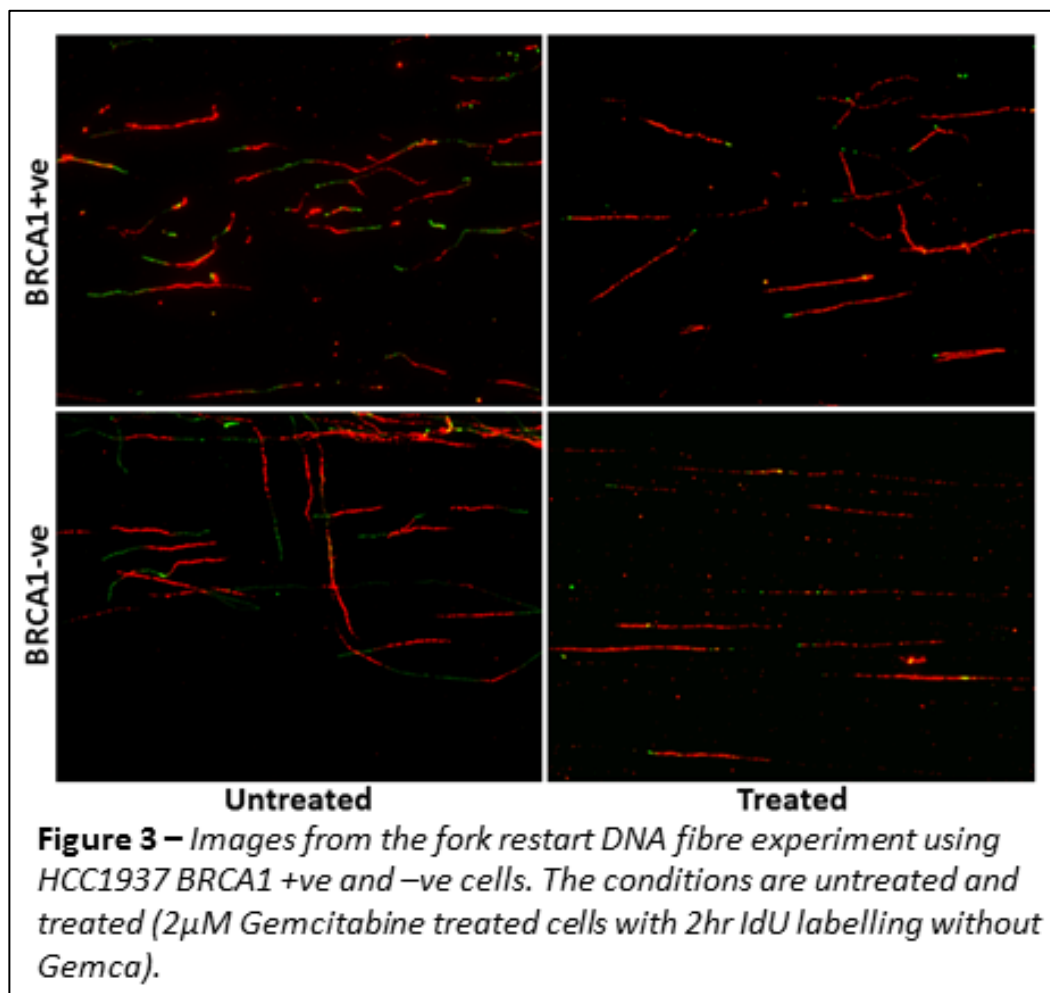 BRCA1+ve
BRCA1-ve
Untreated
Treated
Figure 3 – Images from the fork restart DNA fibre experiment using
HCC1937 BRCA1 +ve and –ve cells. The conditions are untreated and
treated (2μM Gemcitabine treated cells with 2hr IdU labelling without
Gemca).